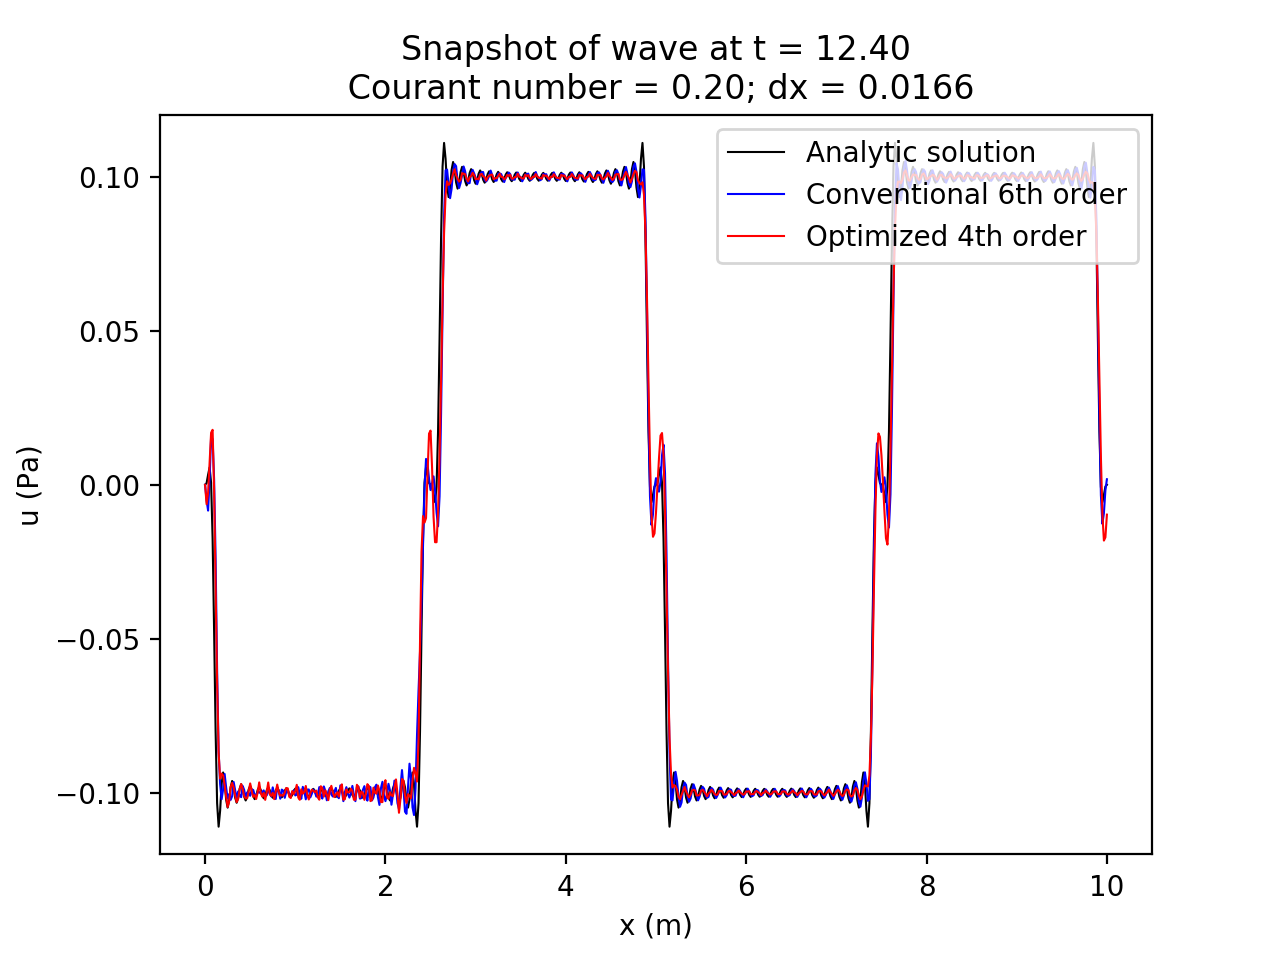 Snapshot of wave at t = 12.40
Courant number = 0.20; dx = 0.0166
Analytic solution
Conventional 6th order
Optimized 4th order
0.10
0.05
0.00
−0.05
−0.10
u (Pa)
0 2 4 6 8 10
x (m)